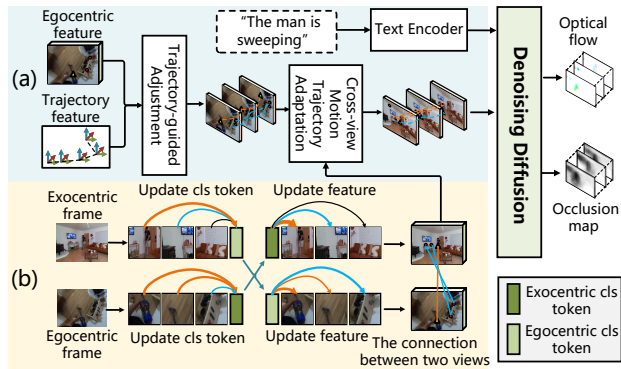 Egocentric
feature
(a)
Trajectory
feature
Trajectory-guided
Adjustment
"The man is
sweeping"
Text Encoder
Cross-view
Motion
Trajectory
Adaptation
Denoising Diffusion
Optical
flow
Occlusion
map
(b)
Exocentric
frame
Update cls token
Update feature
Egocentric
frame
Update cls token
Update feature
The connection
between two views
Exocentric cls
token
Egocentric cls
token